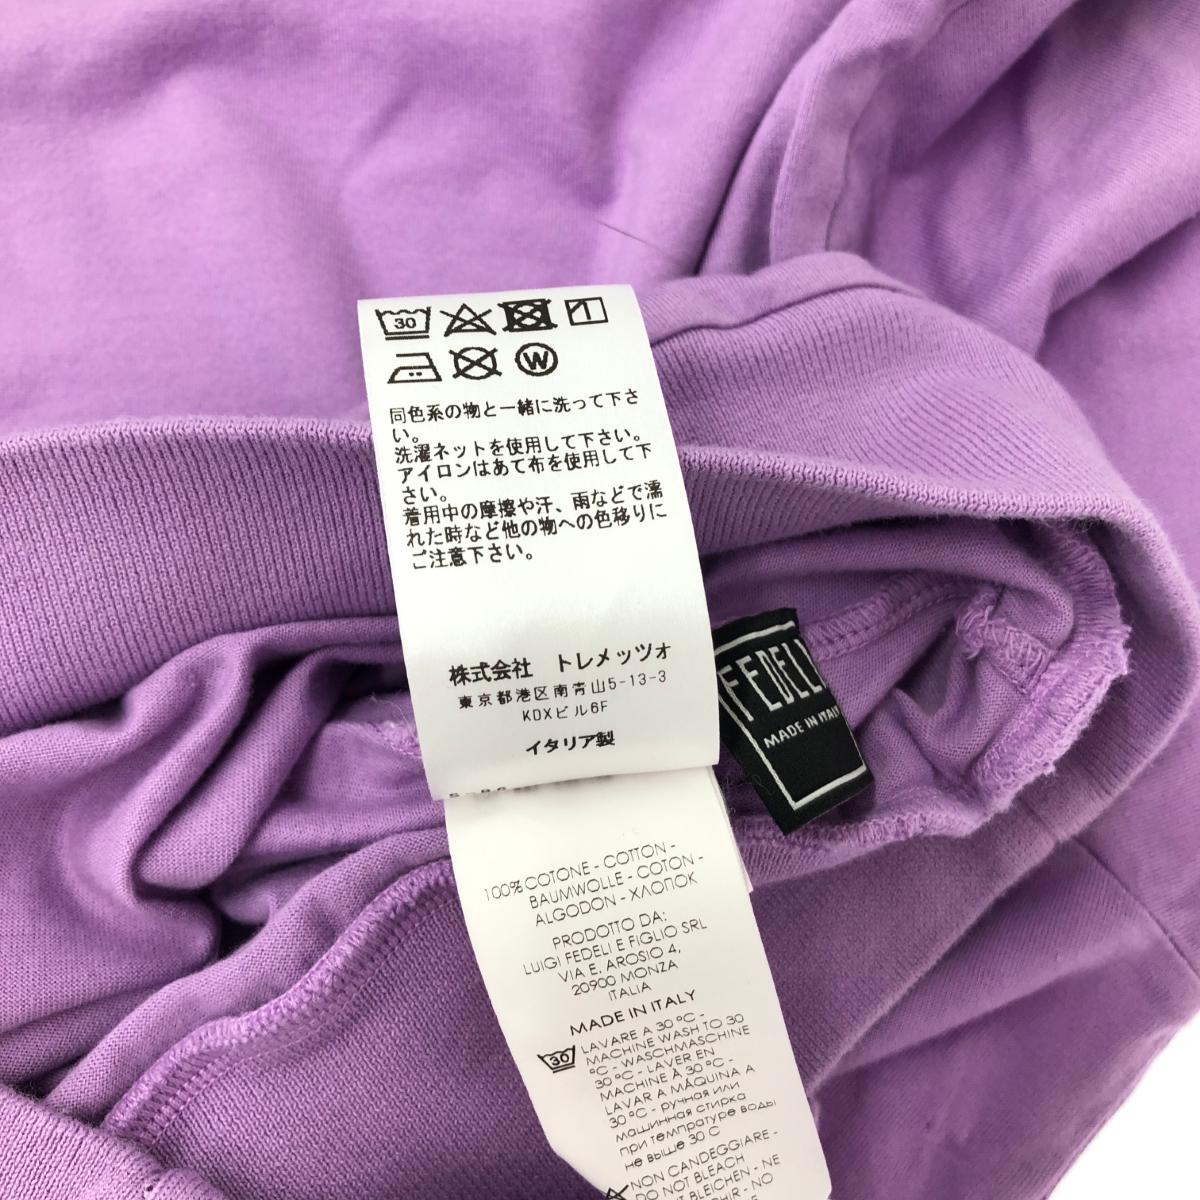 30
W
同色系の物と一緒に洗って下さ
い。
洗濯ネットを使用して下さい。
アイロンはあて布を使用して下
さい。
着用中の摩擦や汗、雨などで濡
れた時など他の物への色移りに
ご注意下さい。
株式会社 トレメッツォ
東京都港区南青山5-13-3
KDXビル6F
イタリア製
FEDELI
MADE IN ITALY
100% COTONE - COTTON -
BAUMWOLLE - COTON -
ALGODON - ХЛОПОК
PRODOTTO DA:
LUIGI FEDELI E FIGLIO SRL
VIA E. AROSIO 4,
20900 MONZA
ITALIA
MADE IN ITALY
30
LAVARE A 30 °C -
MACHINE WASH TO 30
°C - WASCHMASCHINE
30 °C - LAVER EN
MACHINE À 30 °C -
LAVAR A MÁQUINA A
30 °C - ручная или
машинная стирка
при температуре воды
не выше 30 C
NON CANDEGGIARE -
DO NOT BLEACH -
NICHT BLEICHEN - NE